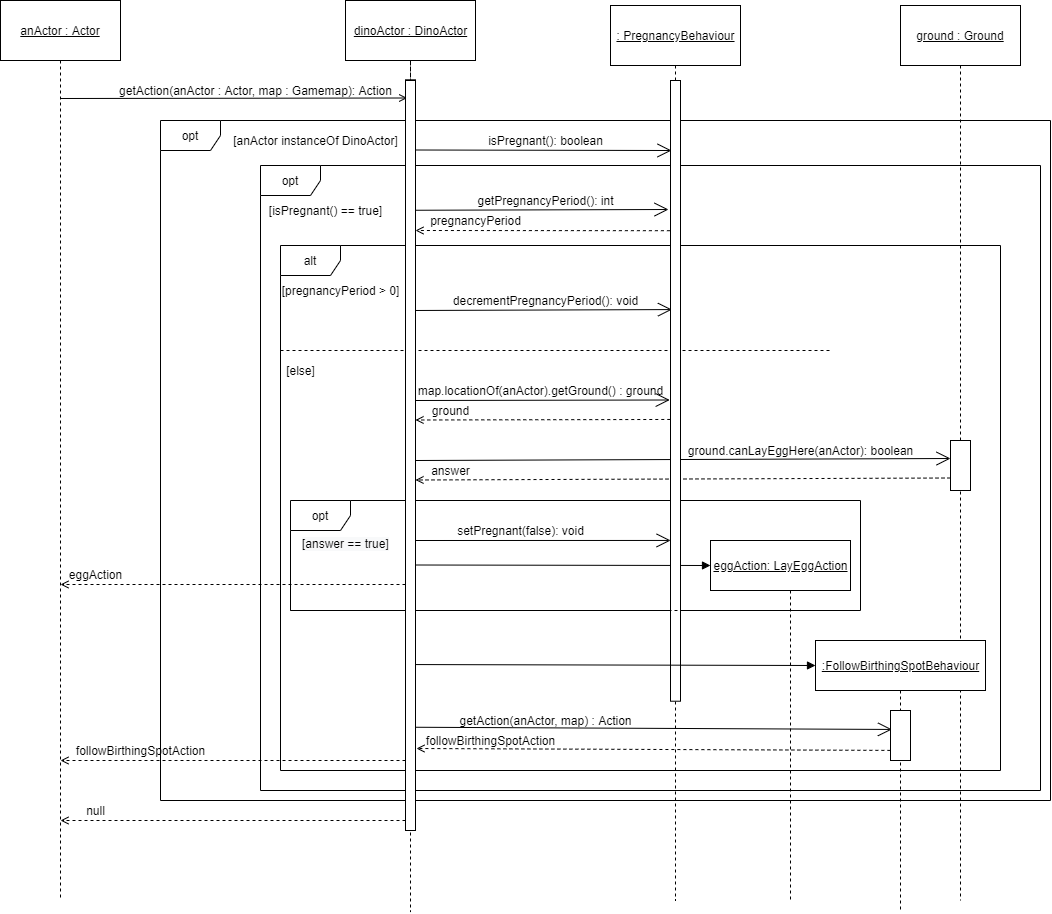 anActor : Actor
dinoActor : DinoActor
: PregnancyBehaviour
ground : Ground
getAction(anActor : Actor, map : Gamemap): Action
opt
[anActor instanceOf DinoActor]
isPregnant(): boolean
opt
[isPregnant() == true]
getPregnancyPeriod(): int
pregnancyPeriod
alt
[pregnancyPeriod > 0]
decrementPregnancyPeriod(): void
[else]
map.locationOf(anActor).getGround() : ground
ground
ground.canLayEggHere(anActor): boolean
answer
opt
[answer == true]
setPregnant(false): void
eggAction: LayEggAction
eggAction
:FollowBirthingSpotBehaviour
getAction(anActor, map) : Action
followBirthingSpotAction
followBirthingSpotAction
null